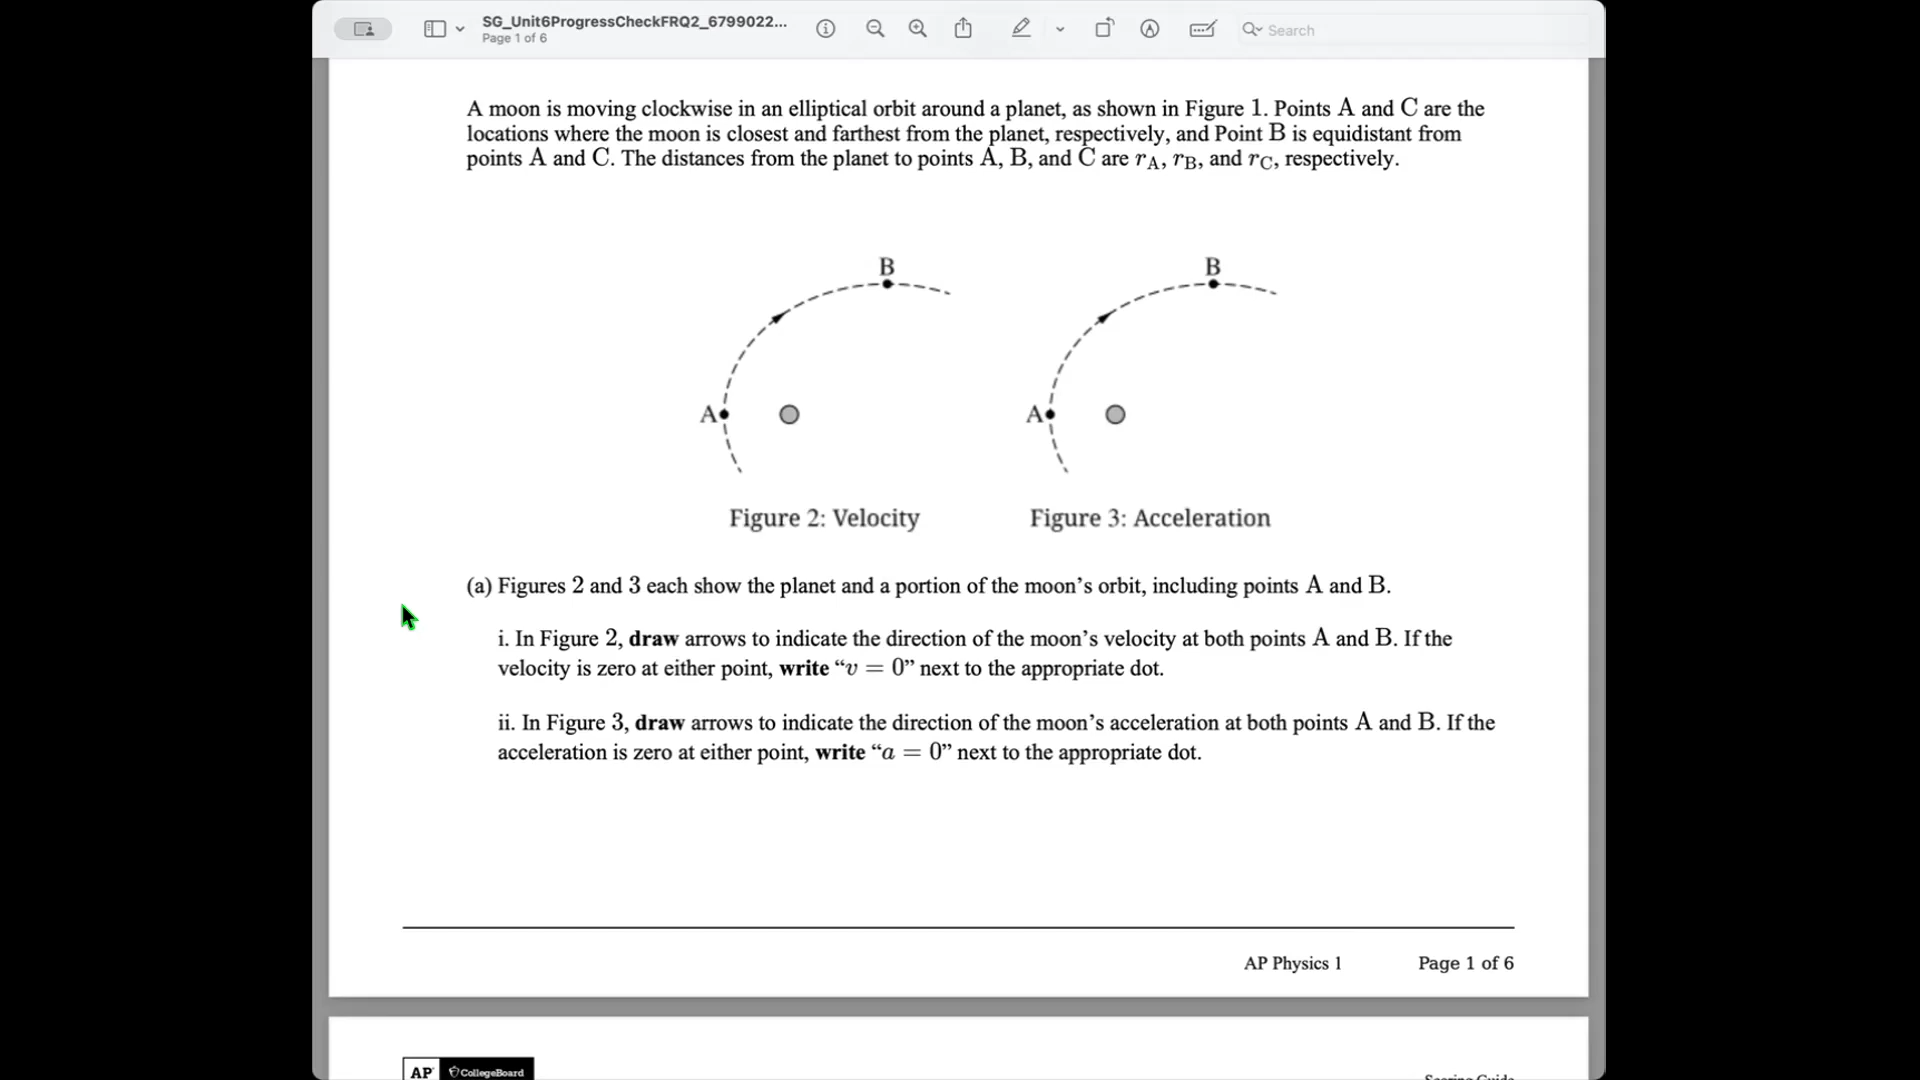 SG_Unit6ProgressCheckFRQ2_6799022...
Page 1 of 6
Search
A moon is moving clockwise in an elliptical orbit around a planet, as shown in Figure 1. Points A and C are the
locations where the moon is closest and farthest from the planet, respectively, and Point B is equidistant from
points A and C. The distances from the planet to points A, B, and C are rA, rB, and rC, respectively.
B
B
A
A
Figure 2: Velocity
Figure 3: Acceleration
(a) Figures 2 and 3 each show the planet and a portion of the moon’s orbit, including points A and B.
i. In Figure 2, draw arrows to indicate the direction of the moon’s velocity at both points A and B. If the
velocity is zero at either point, write “v = 0” next to the appropriate dot.
ii. In Figure 3, draw arrows to indicate the direction of the moon’s acceleration at both points A and B. If the
acceleration is zero at either point, write “a = 0” next to the appropriate dot.
AP Physics 1
Page 1 of 6
AP CollegeBoard
Scoring Guide